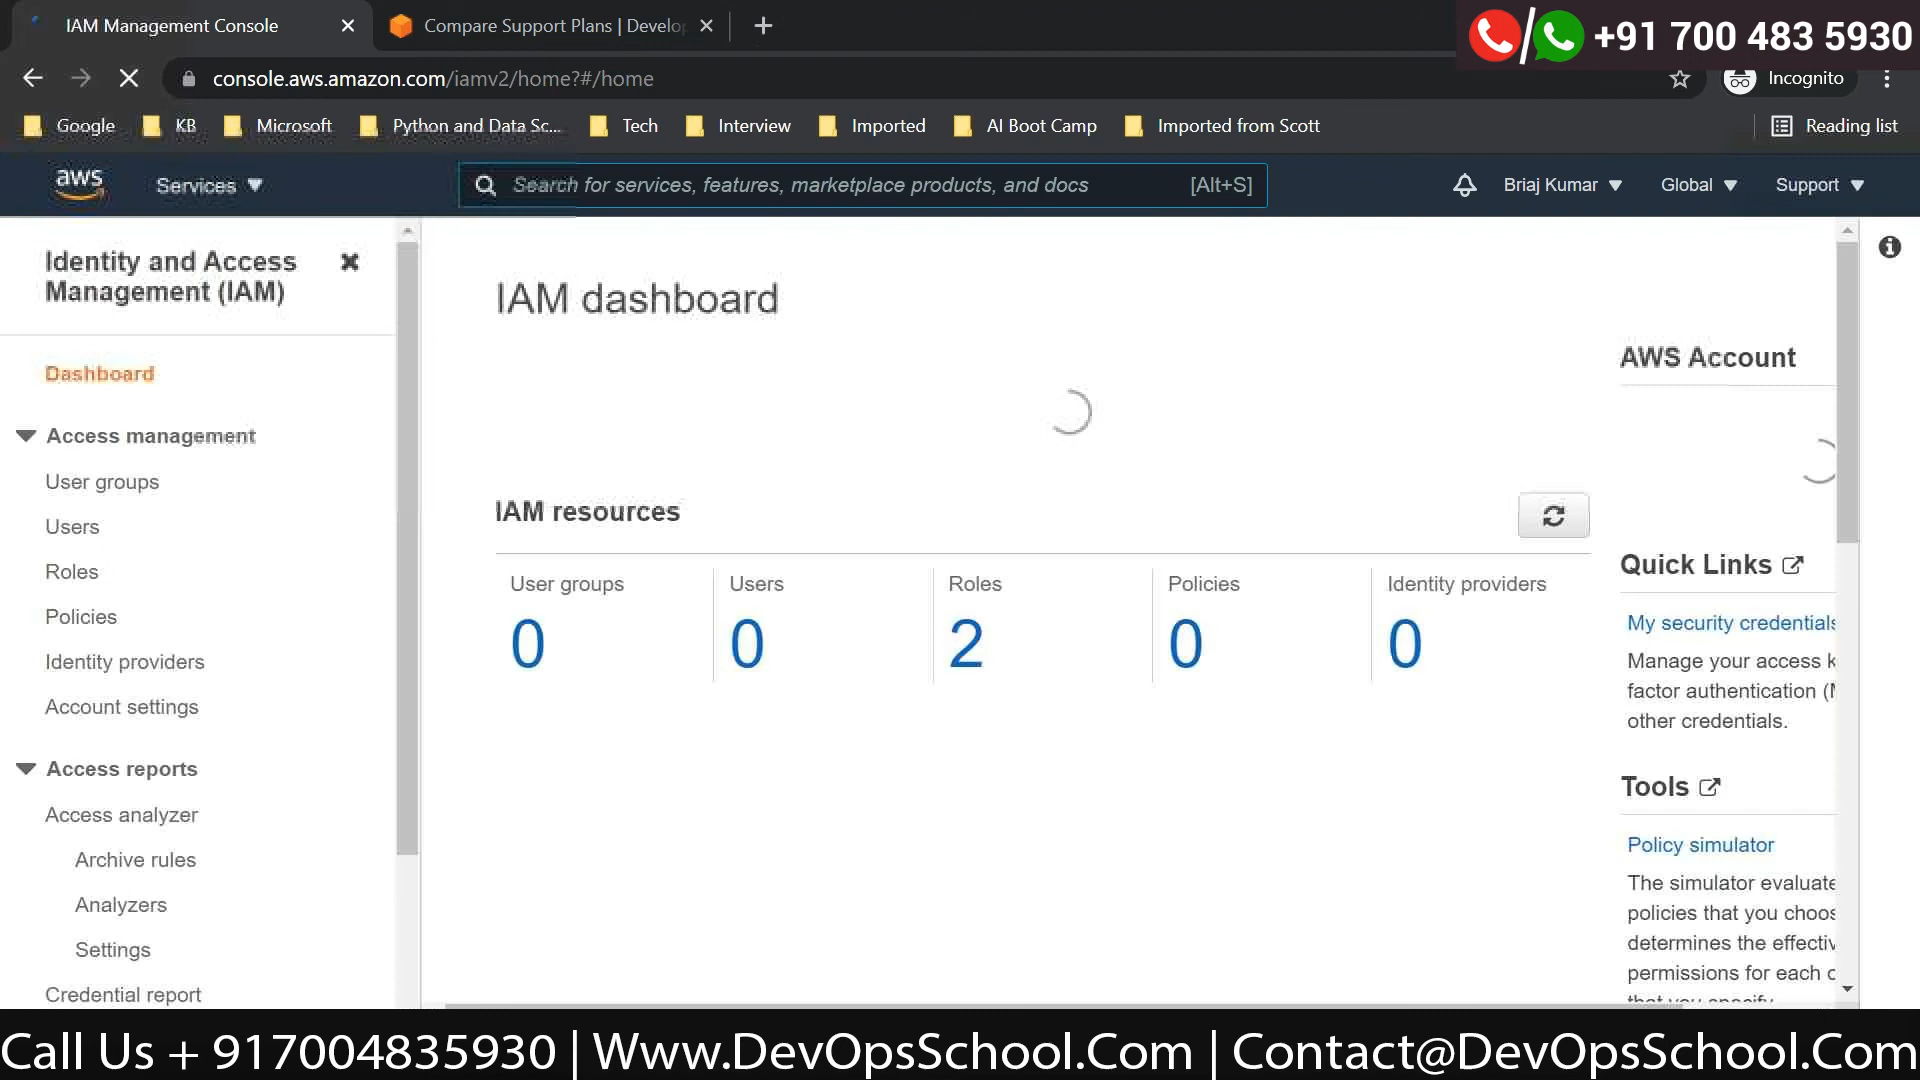 IAM Management Console
Compare Support Plans | Develo
+91 700 483 5930
console.aws.amazon.com/iamv2/home?#/home
Incognito
Google
KB
Microsoft
Python and Data Sc...
Tech
Interview
Imported
AI Boot Camp
Imported from Scott
Reading list
aws
Services
Search for services, features, marketplace products, and docs
[Alt+S]
Briaj Kumar
Global
Support
Identity and Access
Management (IAM)
Dashboard
Access management
User groups
Users
Roles
Policies
Identity providers
Account settings
Access reports
Access analyzer
Archive rules
Analyzers
Settings
Credential report
IAM dashboard
IAM resources
User groups
0
Users
0
Roles
2
Policies
0
Identity providers
0
AWS Account
Quick Links
My security credentials
Manage your access k
factor authentication (
other credentials.
Tools
Policy simulator
The simulator evaluate
policies that you choos
determines the effectiv
permissions for each
that you specify
Call Us + 917004835930 | Www.DevOpsSchool.Com | Contact@DevOpsSchool.Com